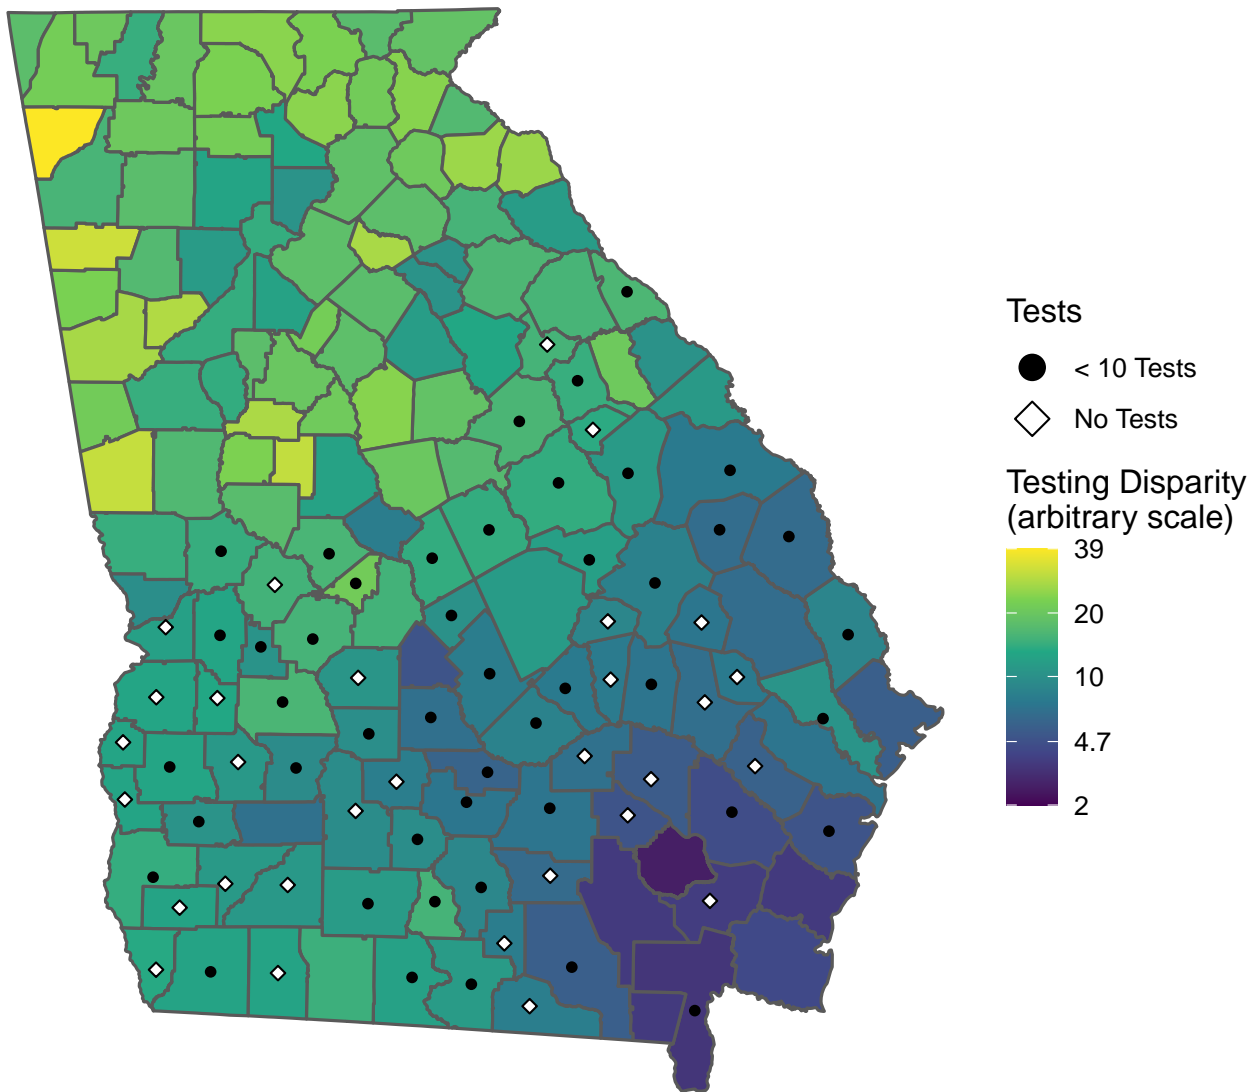 Tests
< 10 Tests
No Tests
Testing Disparity
(arbitrary scale)
39
20
10
4.7
2